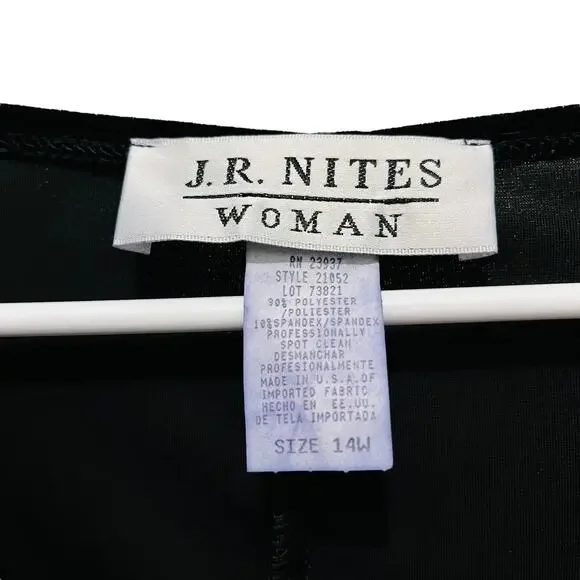 J.R. NITES
WOMAN
RN 23937
STYLE 21052
LOT 73821
90% POLYESTER
/POLIESTER
10%SPANDEX/SPANDEX
PROFESSIONALLY
SPOT CLEAN
DESMANCHAR
PROFESIONALMENTE
MADE IN U.S.A.OF
IMPORTED FABRIC
HECHO EN EE.UU.
DE TELA IMPORTADA
SIZE 14W